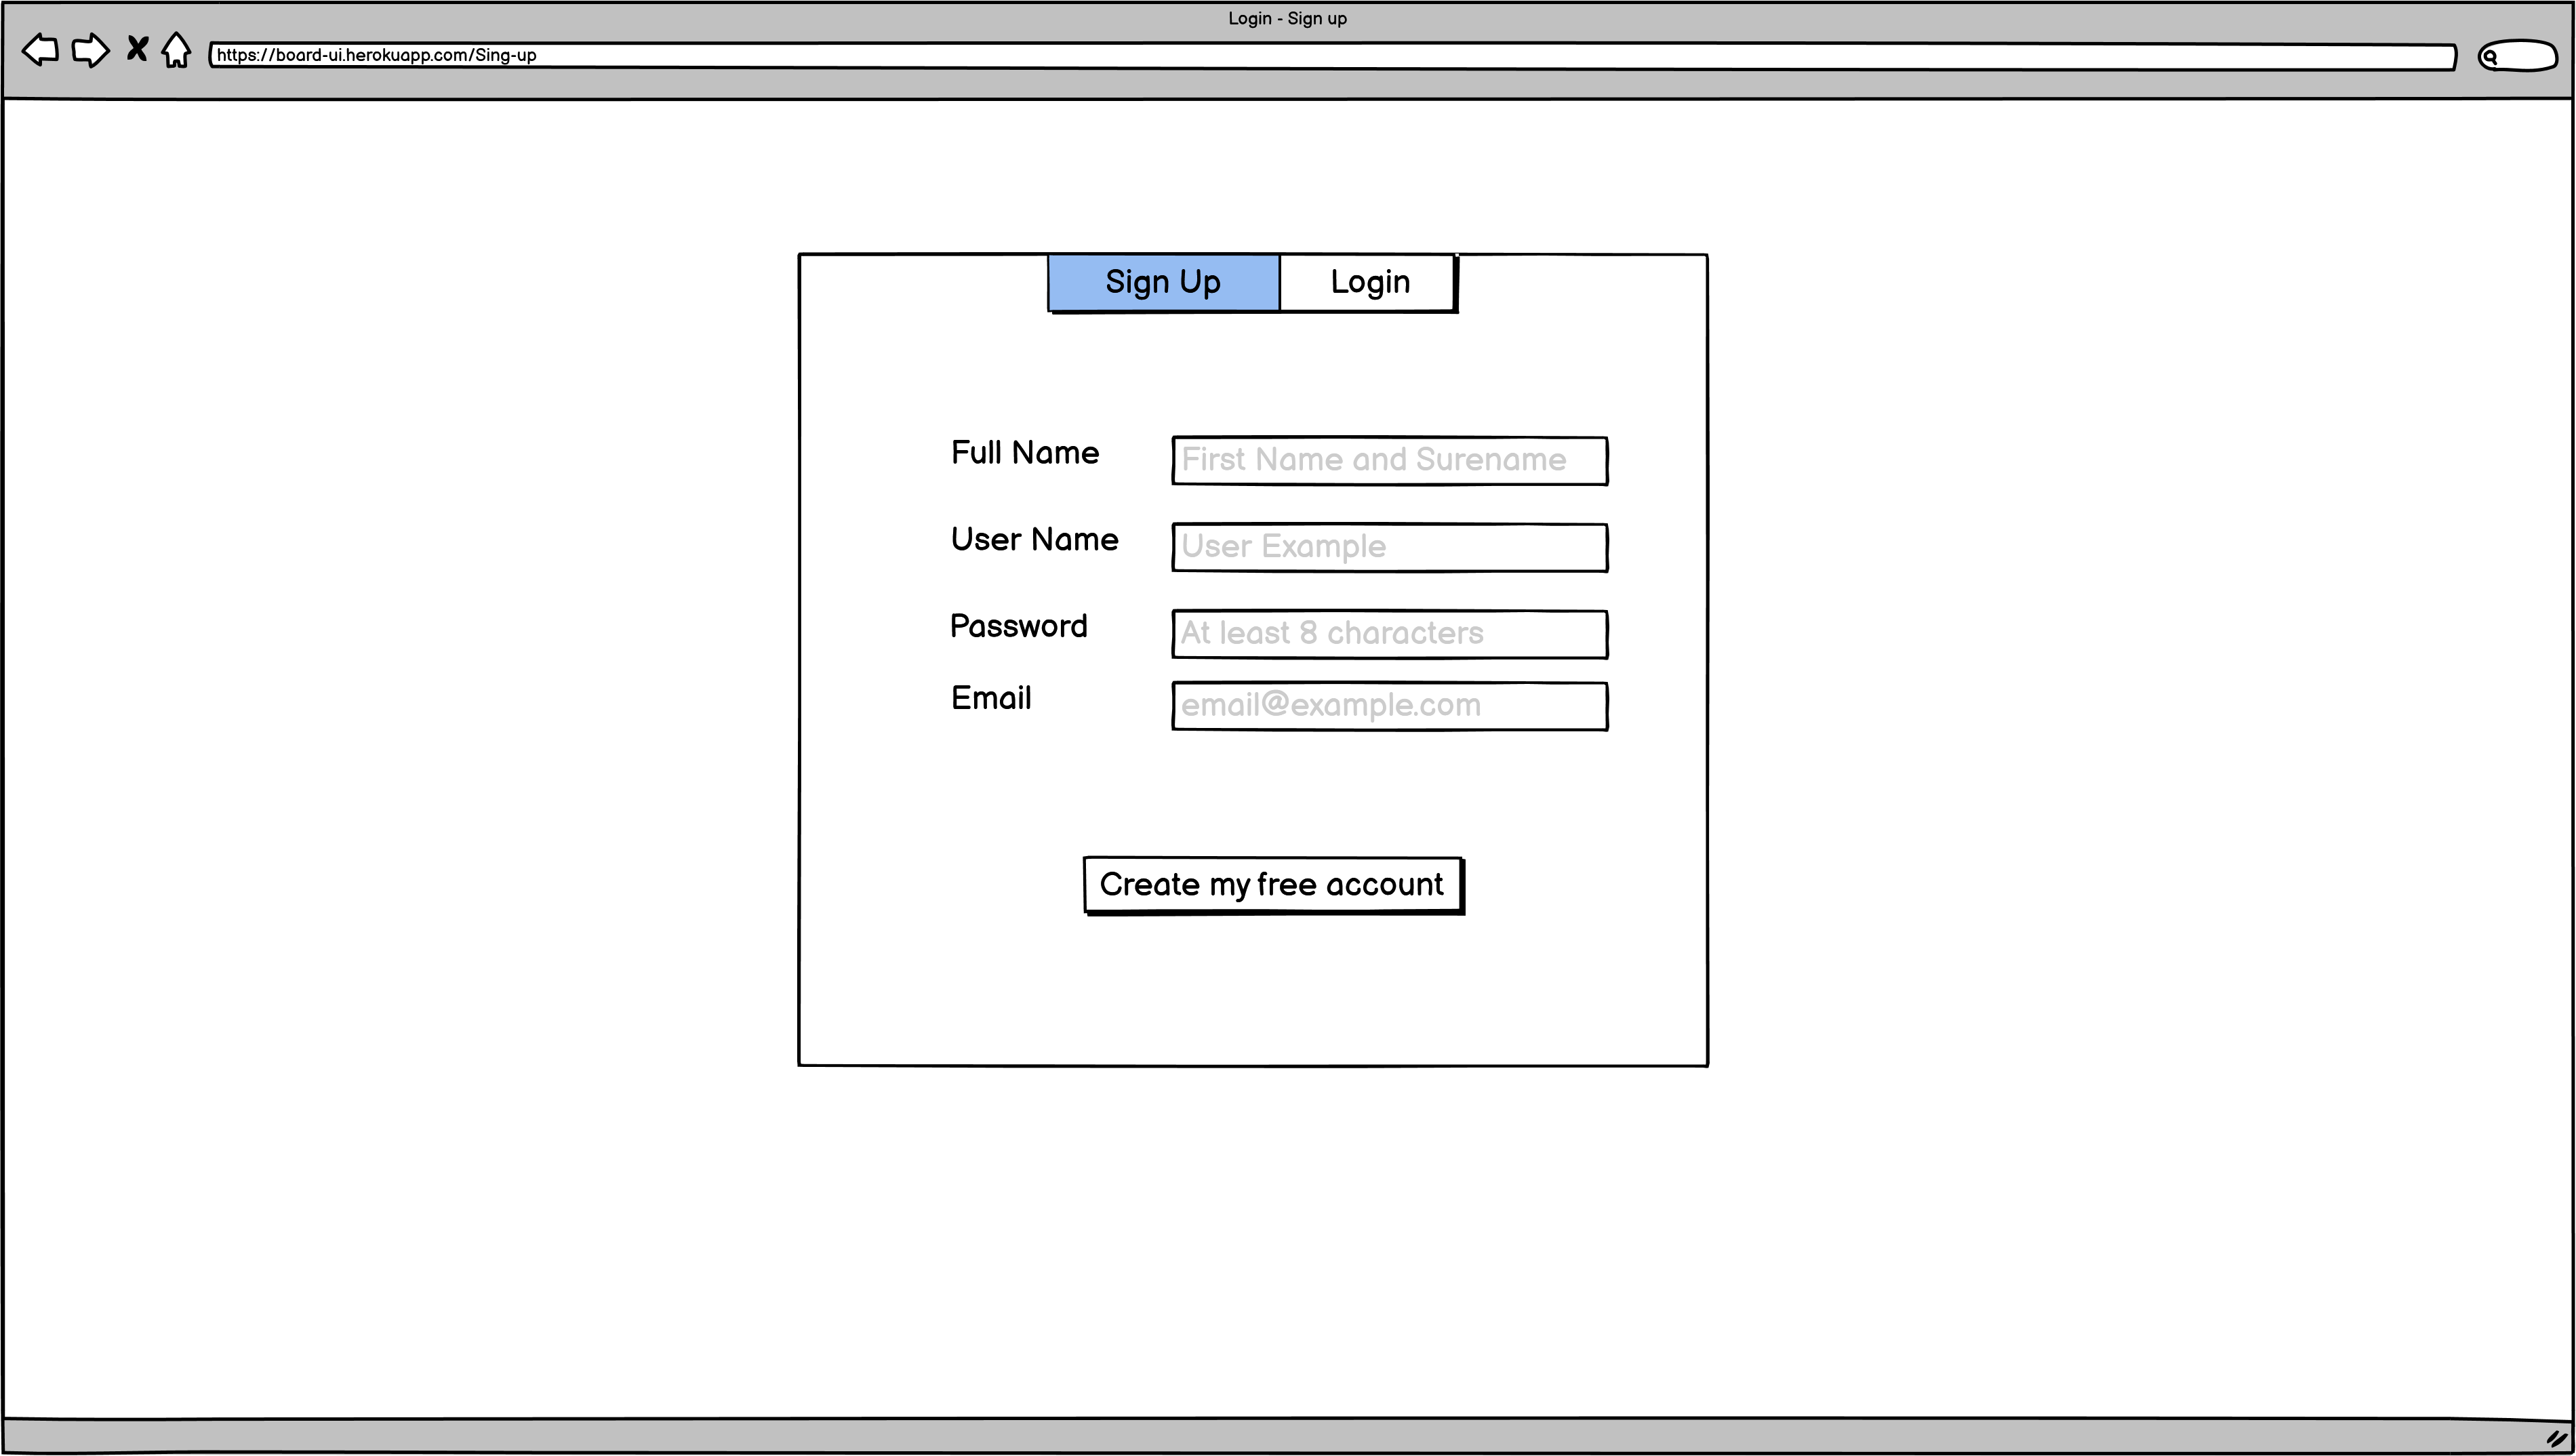 Login - Sign up
https://board-ui.herokuapp.com/Sing-up
Sign Up Login
Full Name First Name and Surename
User Name User Example
Password At least 8 characters
Email email@example.com
Create my free account